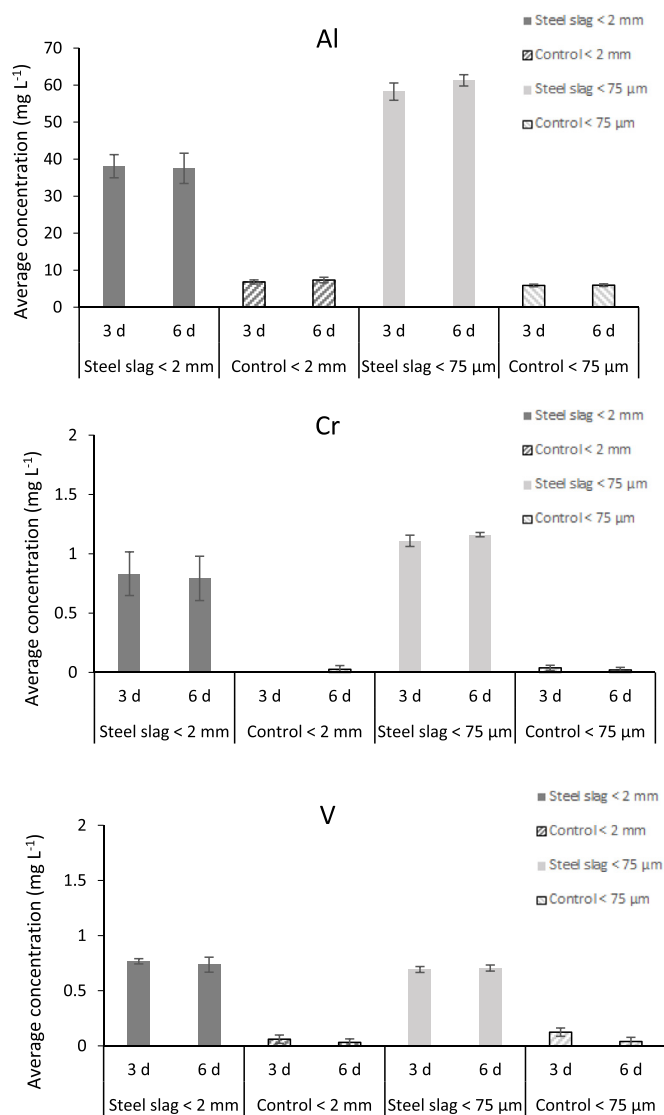 Al
Average concentration (mg L-1)
70
60
50
40
30
20
10
0
3 d 6 d 3 d 6 d 3 d 6 d 3 d 6 d
Steel slag < 2 mm Control < 2 mm Steel slag < 75 µm Control < 75 µm
Steel slag < 2 mm
Control < 2 mm
Steel slag < 75 µm
Control < 75 µm
Cr
Average concentration (mg L-1)
2
1.5
1
0.5
0
3 d 6 d 3 d 6 d 3 d 6 d 3 d 6 d
Steel slag < 2 mm Control < 2 mm Steel slag < 75 µm Control < 75 µm
Steel slag < 2 mm
Control < 2 mm
Steel slag < 75 µm
Control < 75 µm
V
Average concentration (mg L-1)
2
1.5
1
0.5
0
3 d 6 d 3 d 6 d 3 d 6 d 3 d 6 d
Steel slag < 2 mm Control < 2 mm Steel slag < 75 µm Control < 75 µm
Steel slag < 2 mm
Control < 2 mm
Steel slag < 75 µm
Control < 75 µm